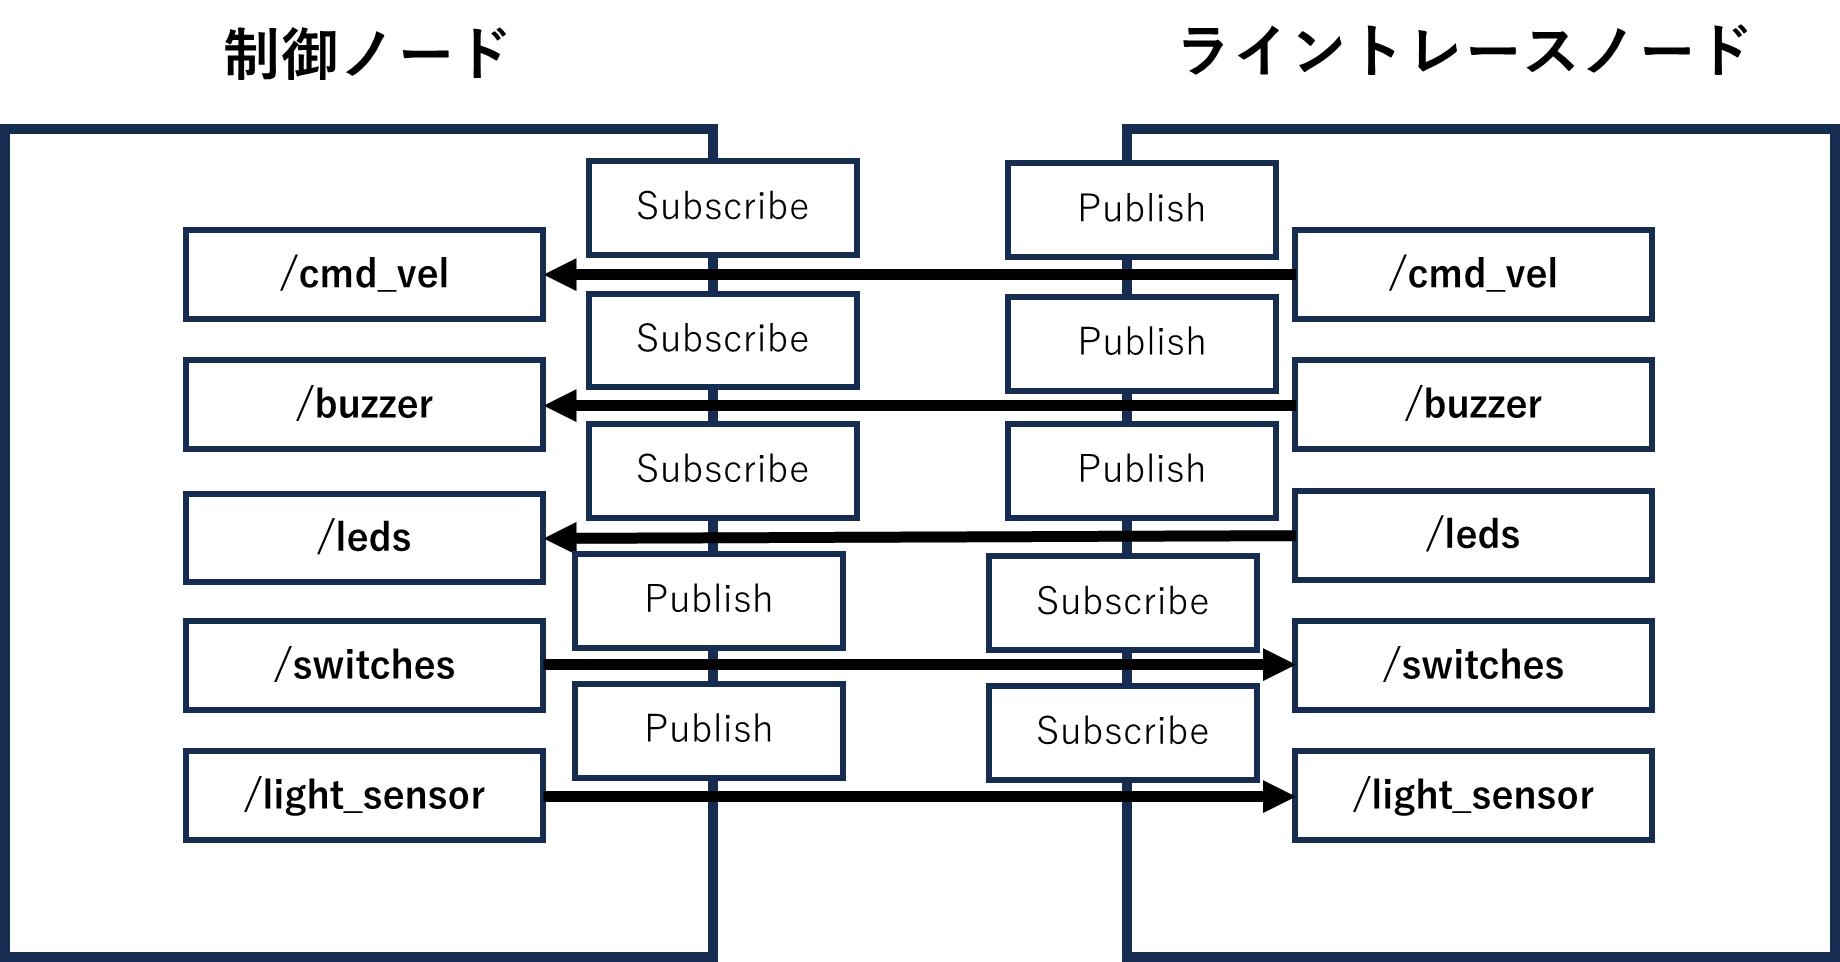 制御ノード
ライントレースノード
Subscribe
Publish
/cmd_vel
/cmd_vel
Subscribe
Publish
/buzzer
/buzzer
Subscribe
Publish
/leds
/leds
Publish
Subscribe
/switches
/switches
Publish
Subscribe
/light_sensor
/light_sensor